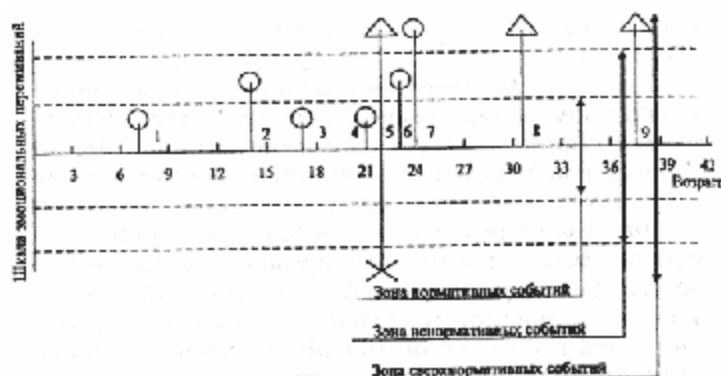 Шкала эмоциональных переживаний
1 2 3 4 5 6 7 8 9
3 6 9 12 15 18 21 24 27 30 33 36 39 42
Возраст
Зона нормативных событий
Зона ненормативных событий
Зона сверхнормативных событий